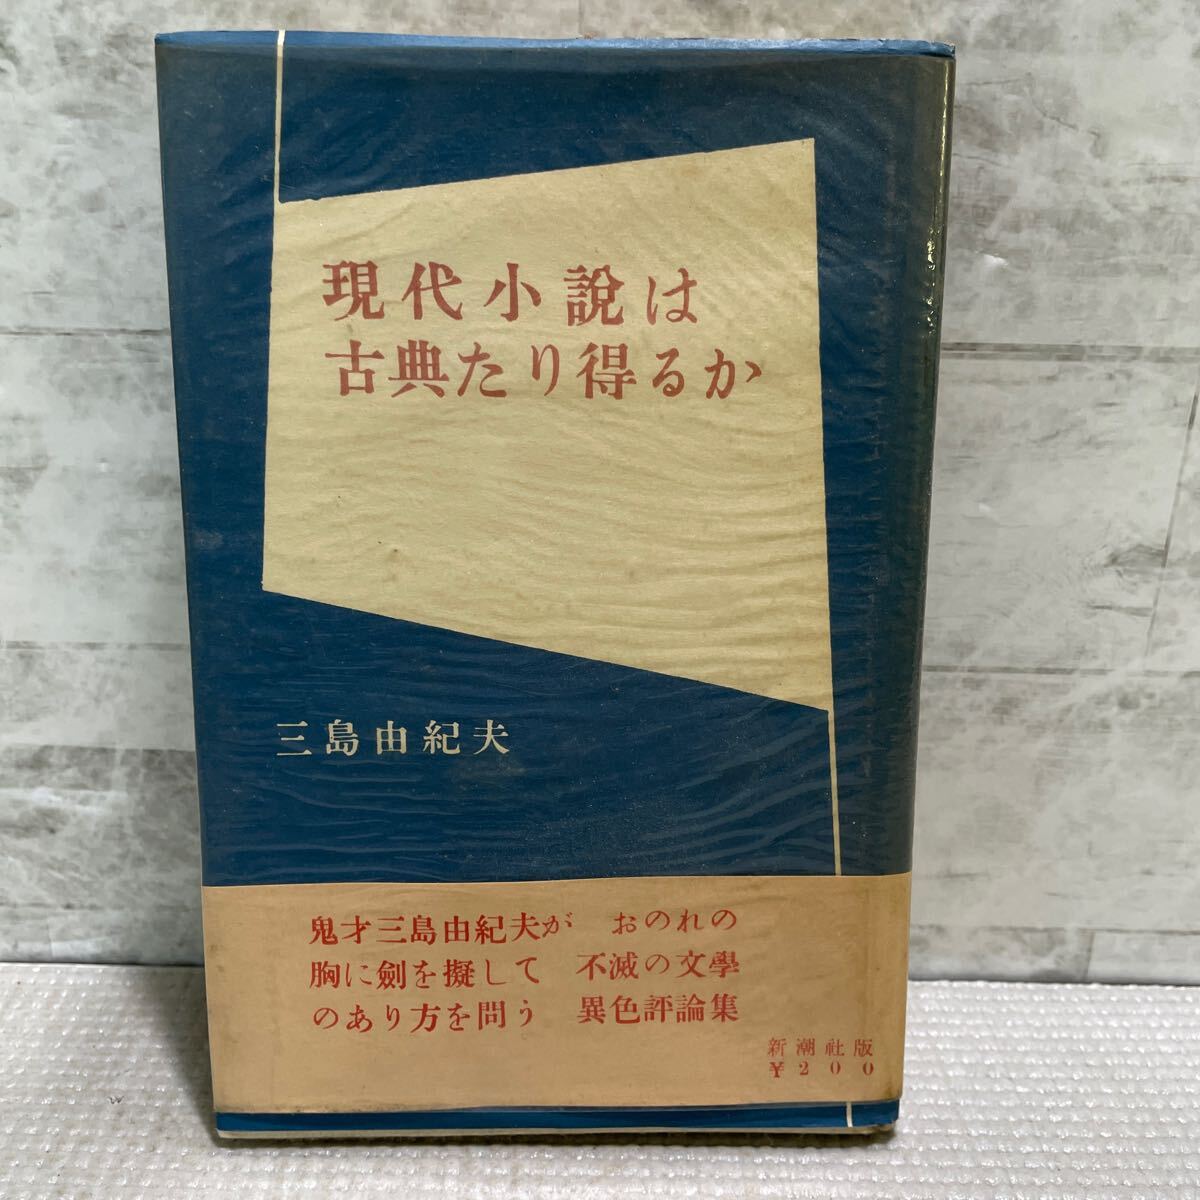 現代小說は
古典たり得るか
三島由紀夫
鬼才三島由紀夫が おのれの
胸に劍を擬して 不滅の文學
のあり方を問う 異色評論集
新潮社版
¥200